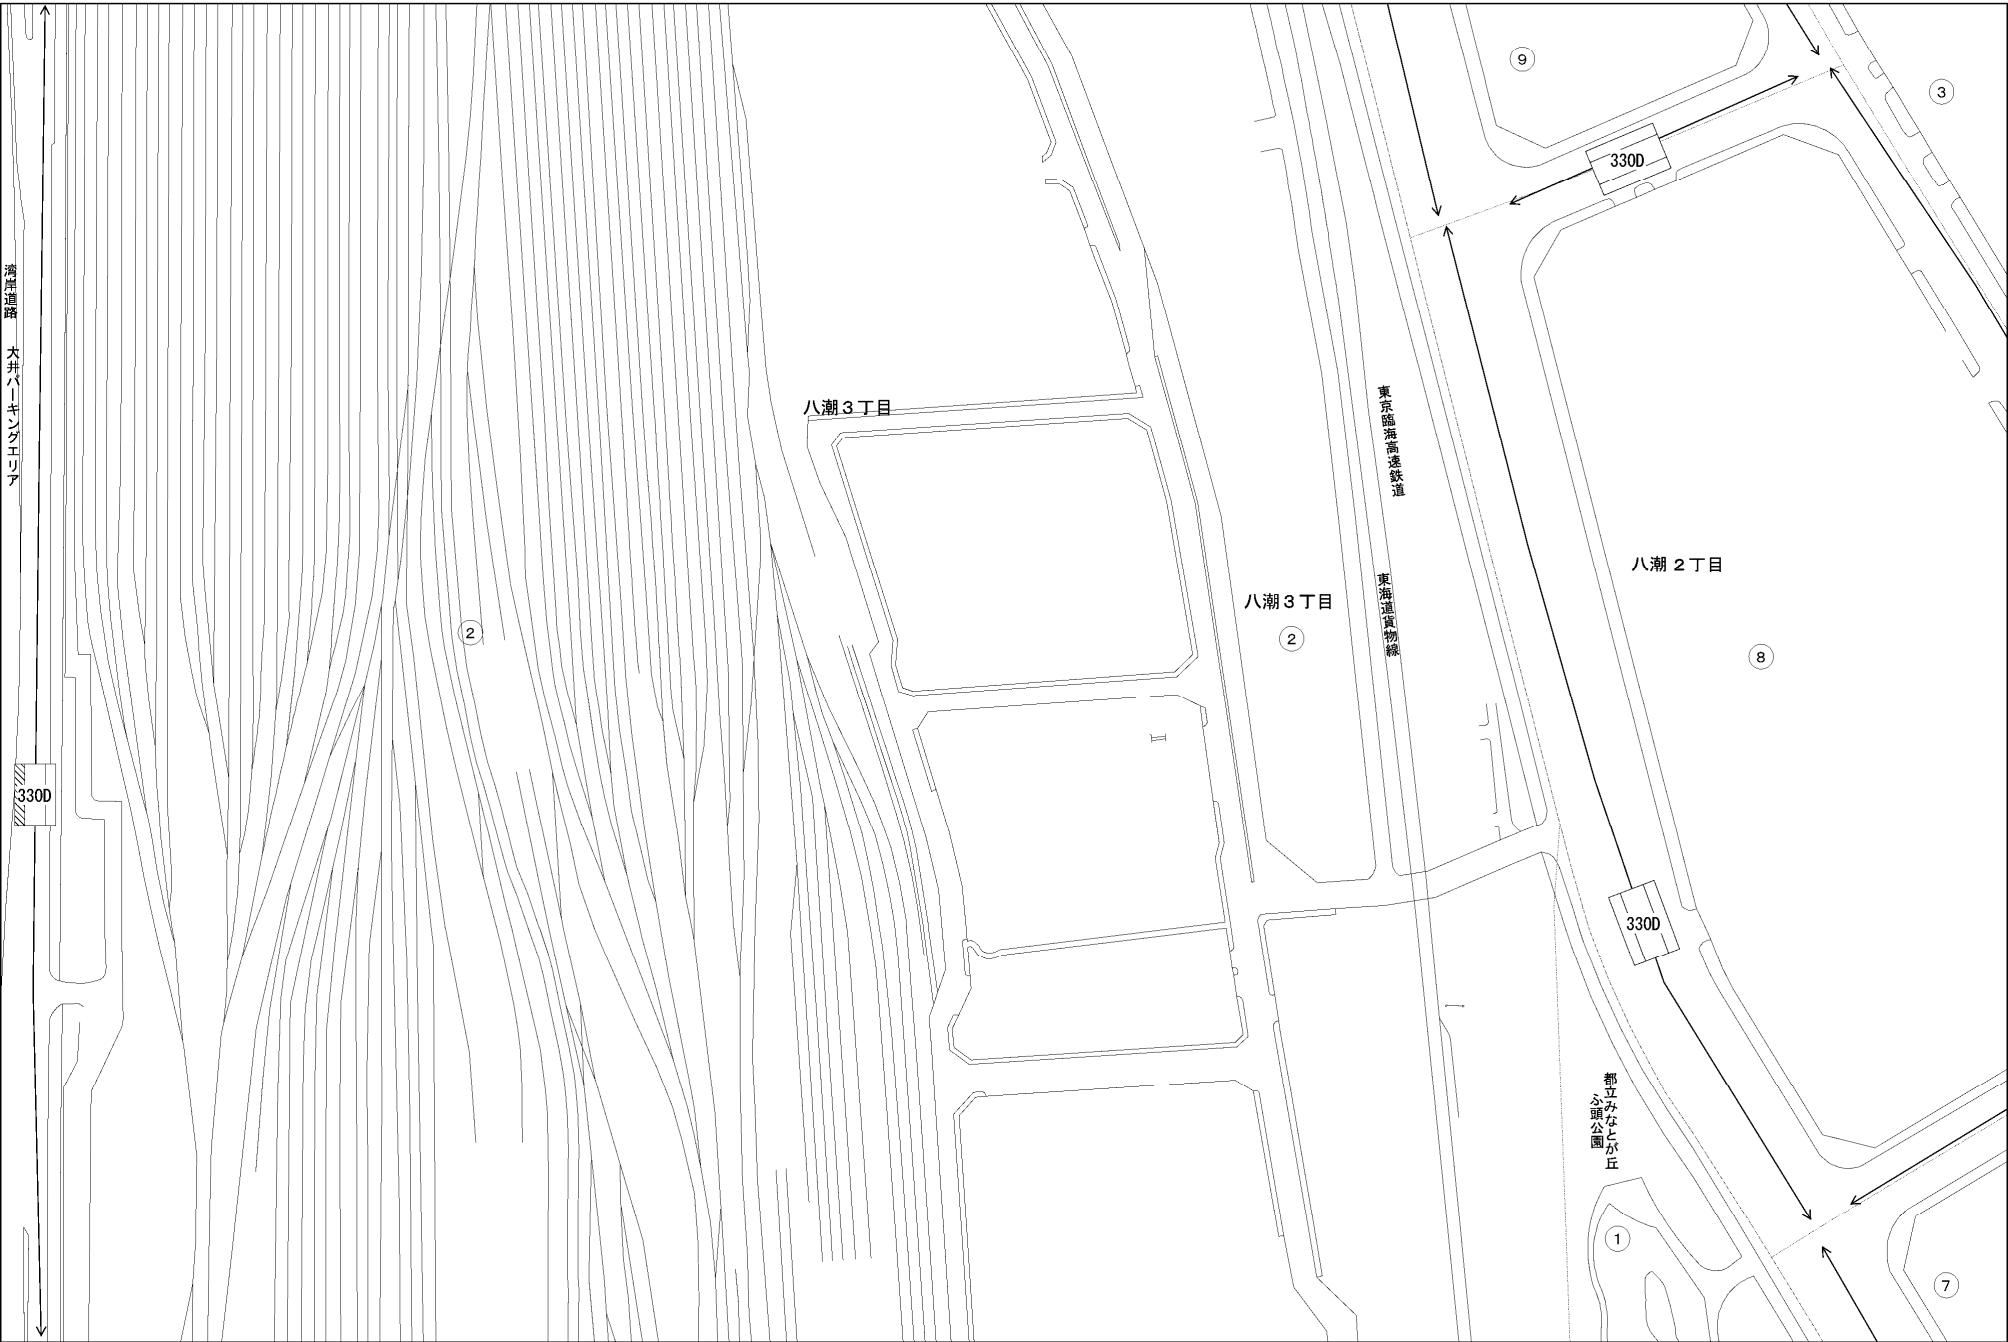 ⑨
③
330D
湾岸道路　大井パーキングエリア
八潮３丁目
東京臨海高速鉄道
八潮 ２丁目
八潮３丁目
東海道貨物線
②
②
⑧
330D
330D
都立みなとが丘
ふ頭公園
①
⑦